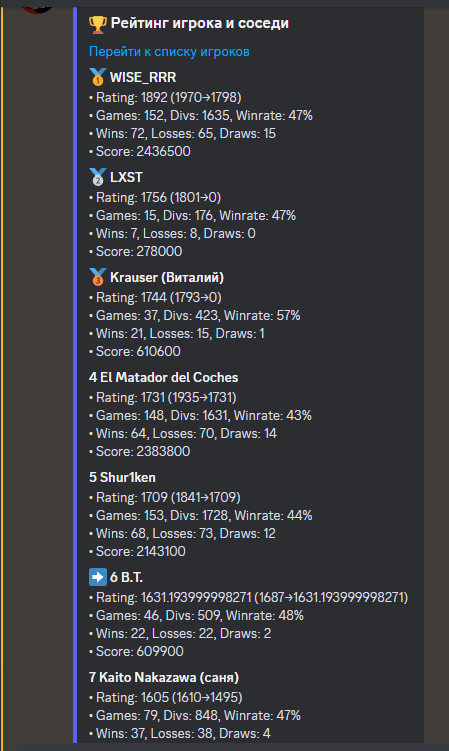 🏆 Рейтинг игрока и соседи
Перейти к списку игроков
🥇 WISE_RRR
• Rating: 1892 (1970→1798)
• Games: 152, Divs: 1635, Winrate: 47%
• Wins: 72, Losses: 65, Draws: 15
• Score: 2436500
🥈 LXST
• Rating: 1756 (1801→0)
• Games: 15, Divs: 176, Winrate: 47%
• Wins: 7, Losses: 8, Draws: 0
• Score: 278000
🥉 Krauser (Виталий)
• Rating: 1744 (1793→0)
• Games: 37, Divs: 423, Winrate: 57%
• Wins: 21, Losses: 15, Draws: 1
• Score: 610600
4 El Matador del Coches
• Rating: 1731 (1935→1731)
• Games: 148, Divs: 1631, Winrate: 43%
• Wins: 64, Losses: 70, Draws: 14
• Score: 2383800
5 Shur1ken
• Rating: 1709 (1841→1709)
• Games: 153, Divs: 1728, Winrate: 44%
• Wins: 68, Losses: 73, Draws: 12
• Score: 2143100
➡️ 6 B.T.
• Rating: 1631.193999998271 (1687→1631.193999998271)
• Games: 46, Divs: 509, Winrate: 48%
• Wins: 22, Losses: 22, Draws: 2
• Score: 609900
7 Kaito Nakazawa (саня)
• Rating: 1605 (1610→1495)
• Games: 79, Divs: 848, Winrate: 47%
• Wins: 37, Losses: 38, Draws: 4